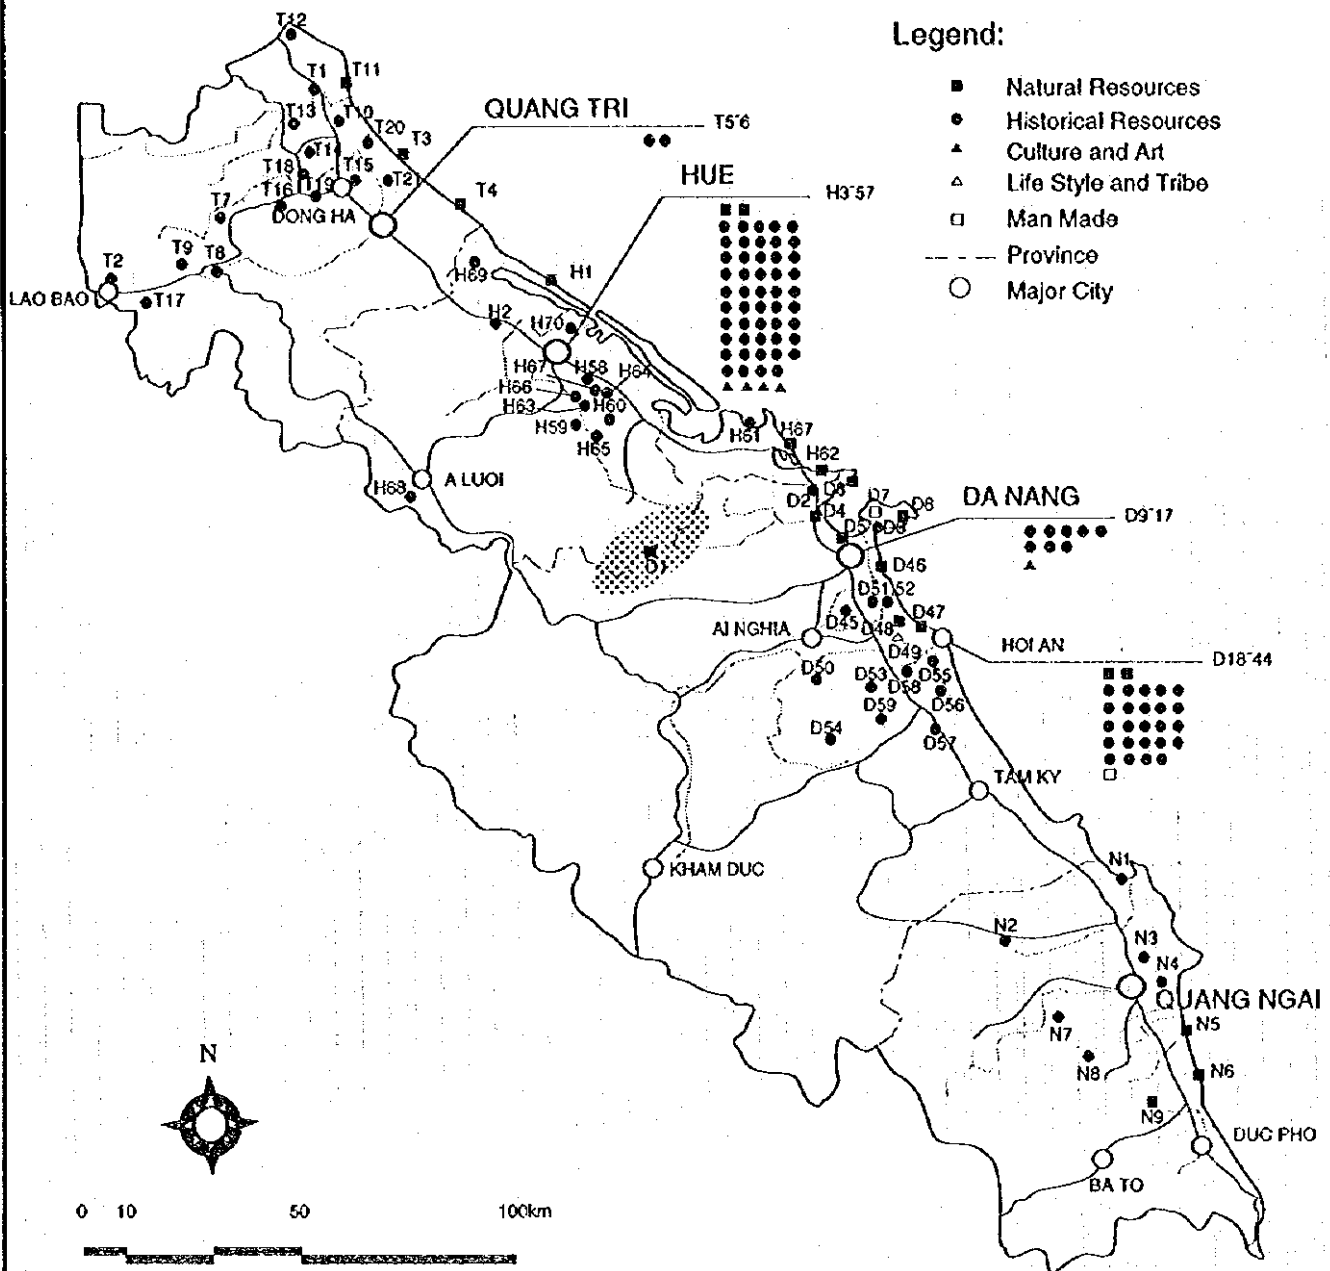 Legend:
Natural Resources
Historical Resources
Culture and Art
Life Style and Tribe
Man Made
Province
Major City
T12
T1
T11
T13
T10
T20
T3
T14
T18
T15
T21
T16
T19
DONG HA
QUANG TRI
T5~6
T4
T7
T9
T8
T2
LAO BAO
T17
HUE
H3~57
H69
H1
H2
H70
H67
H58
H64
H66
H63
H60
H59
H65
H61
H67
H62
A LUOI
H68
D1
D2
D6
D7
D8
D4
D5
D3
DA NANG
D9~17
D46
D51,52
D45
D47
D48
AI NGHIA
HOI AN
D18~44
D49
D50
D53
D58
D55
D56
D59
D54
D57
TAM KY
KHAM DUC
N1
N2
N3
N4
QUANG NGAI
N5
N7
N8
N6
N9
DUC PHO
BA TO
N
0 10 50 100km